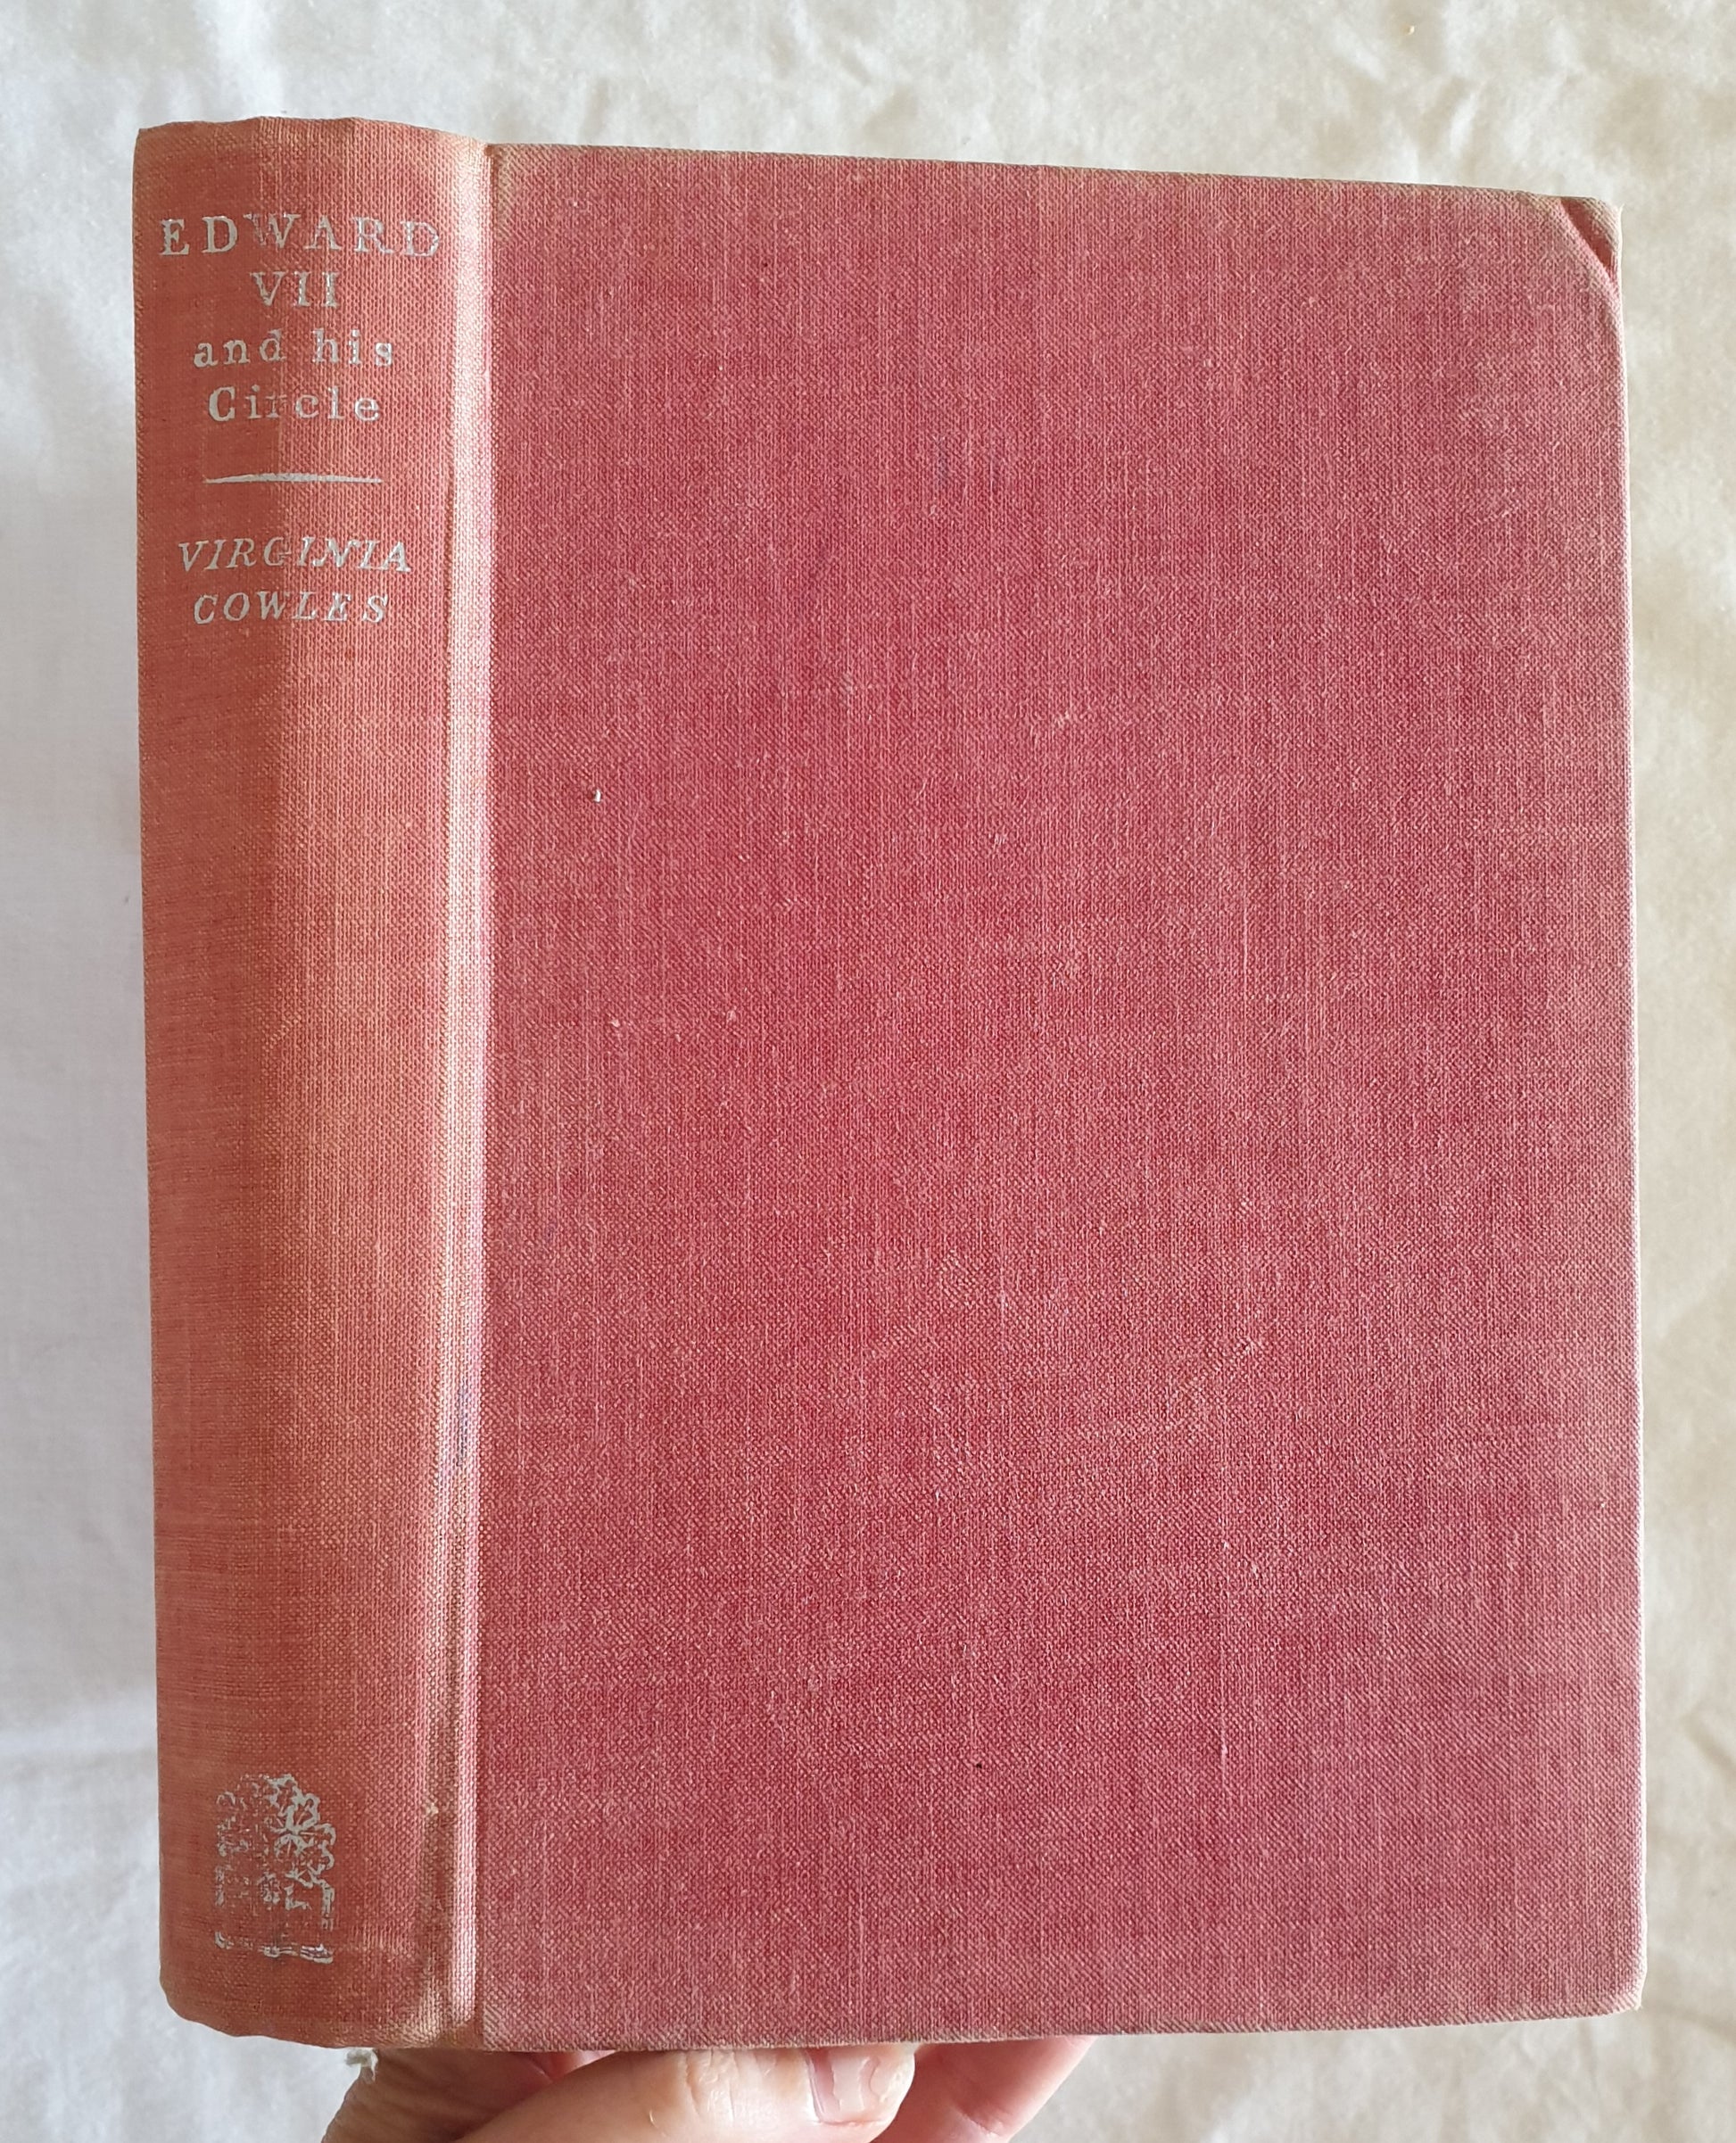 EDWARD
VII
and his
Circle
VIRGINIA
COWLES